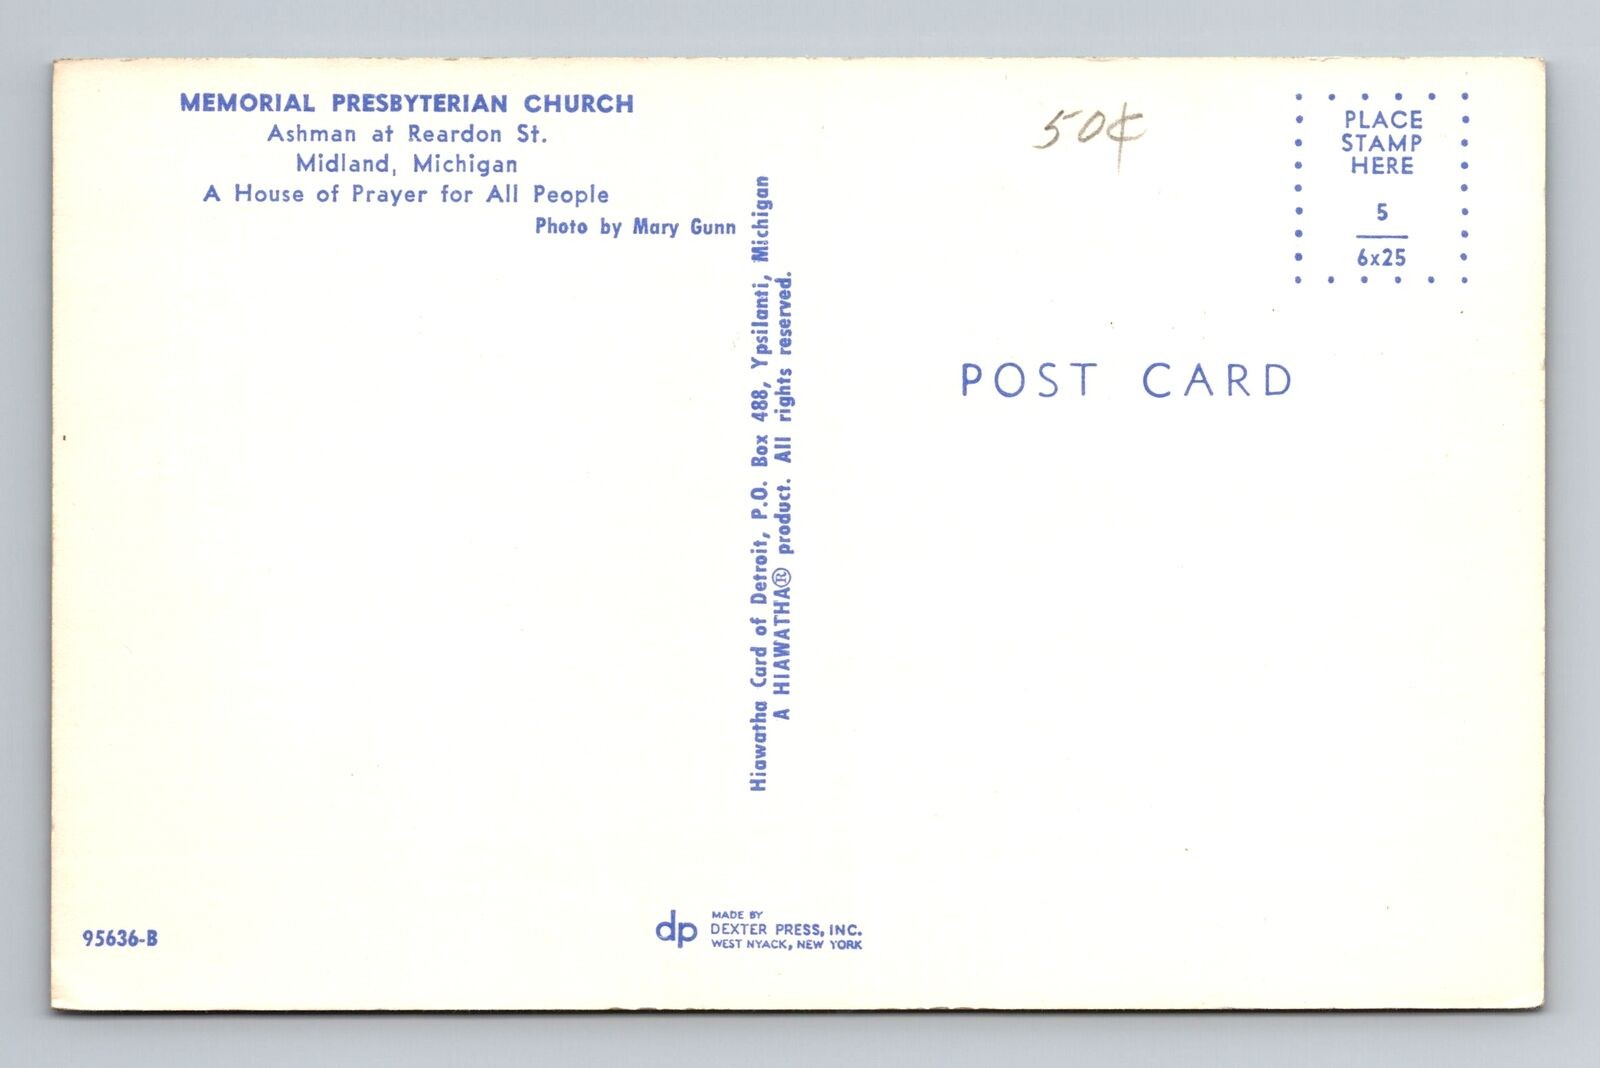 MEMORIAL PRESBYTERIAN CHURCH
Ashman at Reardon St.
Midland, Michigan
A House of Prayer for All People
Photo by Mary Gunn
Hiawatha Card of Detroit, P.O. Box 488, Ypsilanti, Michigan
A HIAWATHA® product. All rights reserved.
50¢
PLACE
STAMP
HERE
5
6x25
POST CARD
95636-B
dp
MADE BY
DEXTER PRESS, INC.
WEST NYACK, NEW YORK